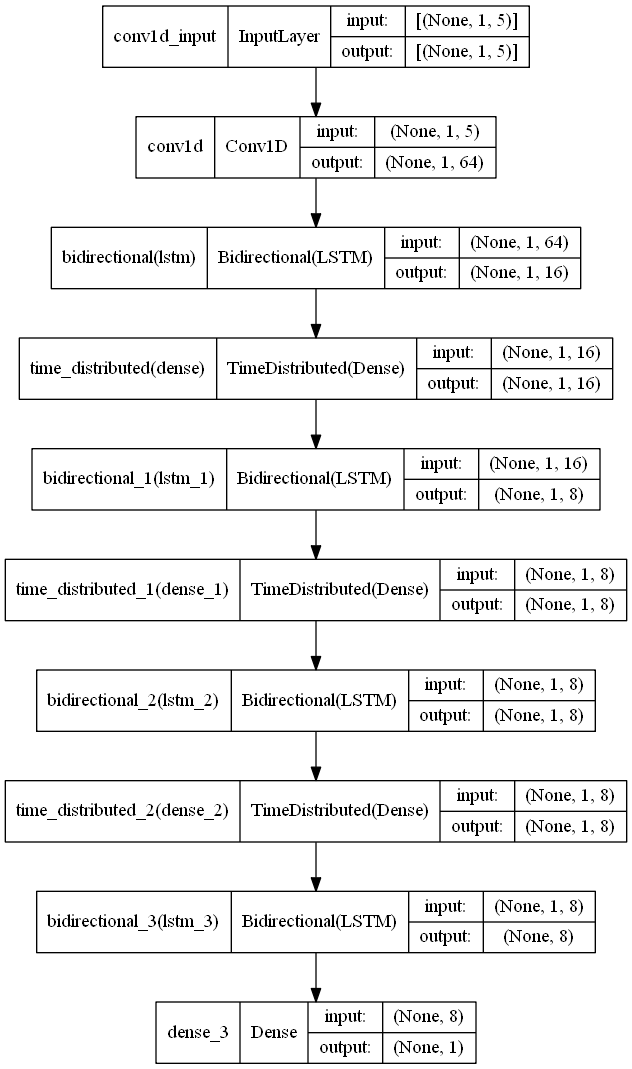 conv1d_input InputLayer input: [(None, 1, 5)]
output: [(None, 1, 5)]
conv1d Conv1D input: (None, 1, 5)
output: (None, 1, 64)
bidirectional(lstm) Bidirectional(LSTM) input: (None, 1, 64)
output: (None, 1, 16)
time_distributed(dense) TimeDistributed(Dense) input: (None, 1, 16)
output: (None, 1, 16)
bidirectional_1(lstm_1) Bidirectional(LSTM) input: (None, 1, 16)
output: (None, 1, 8)
time_distributed_1(dense_1) TimeDistributed(Dense) input: (None, 1, 8)
output: (None, 1, 8)
bidirectional_2(lstm_2) Bidirectional(LSTM) input: (None, 1, 8)
output: (None, 1, 8)
time_distributed_2(dense_2) TimeDistributed(Dense) input: (None, 1, 8)
output: (None, 1, 8)
bidirectional_3(lstm_3) Bidirectional(LSTM) input: (None, 1, 8)
output: (None, 8)
dense_3 Dense input: (None, 8)
output: (None, 1)